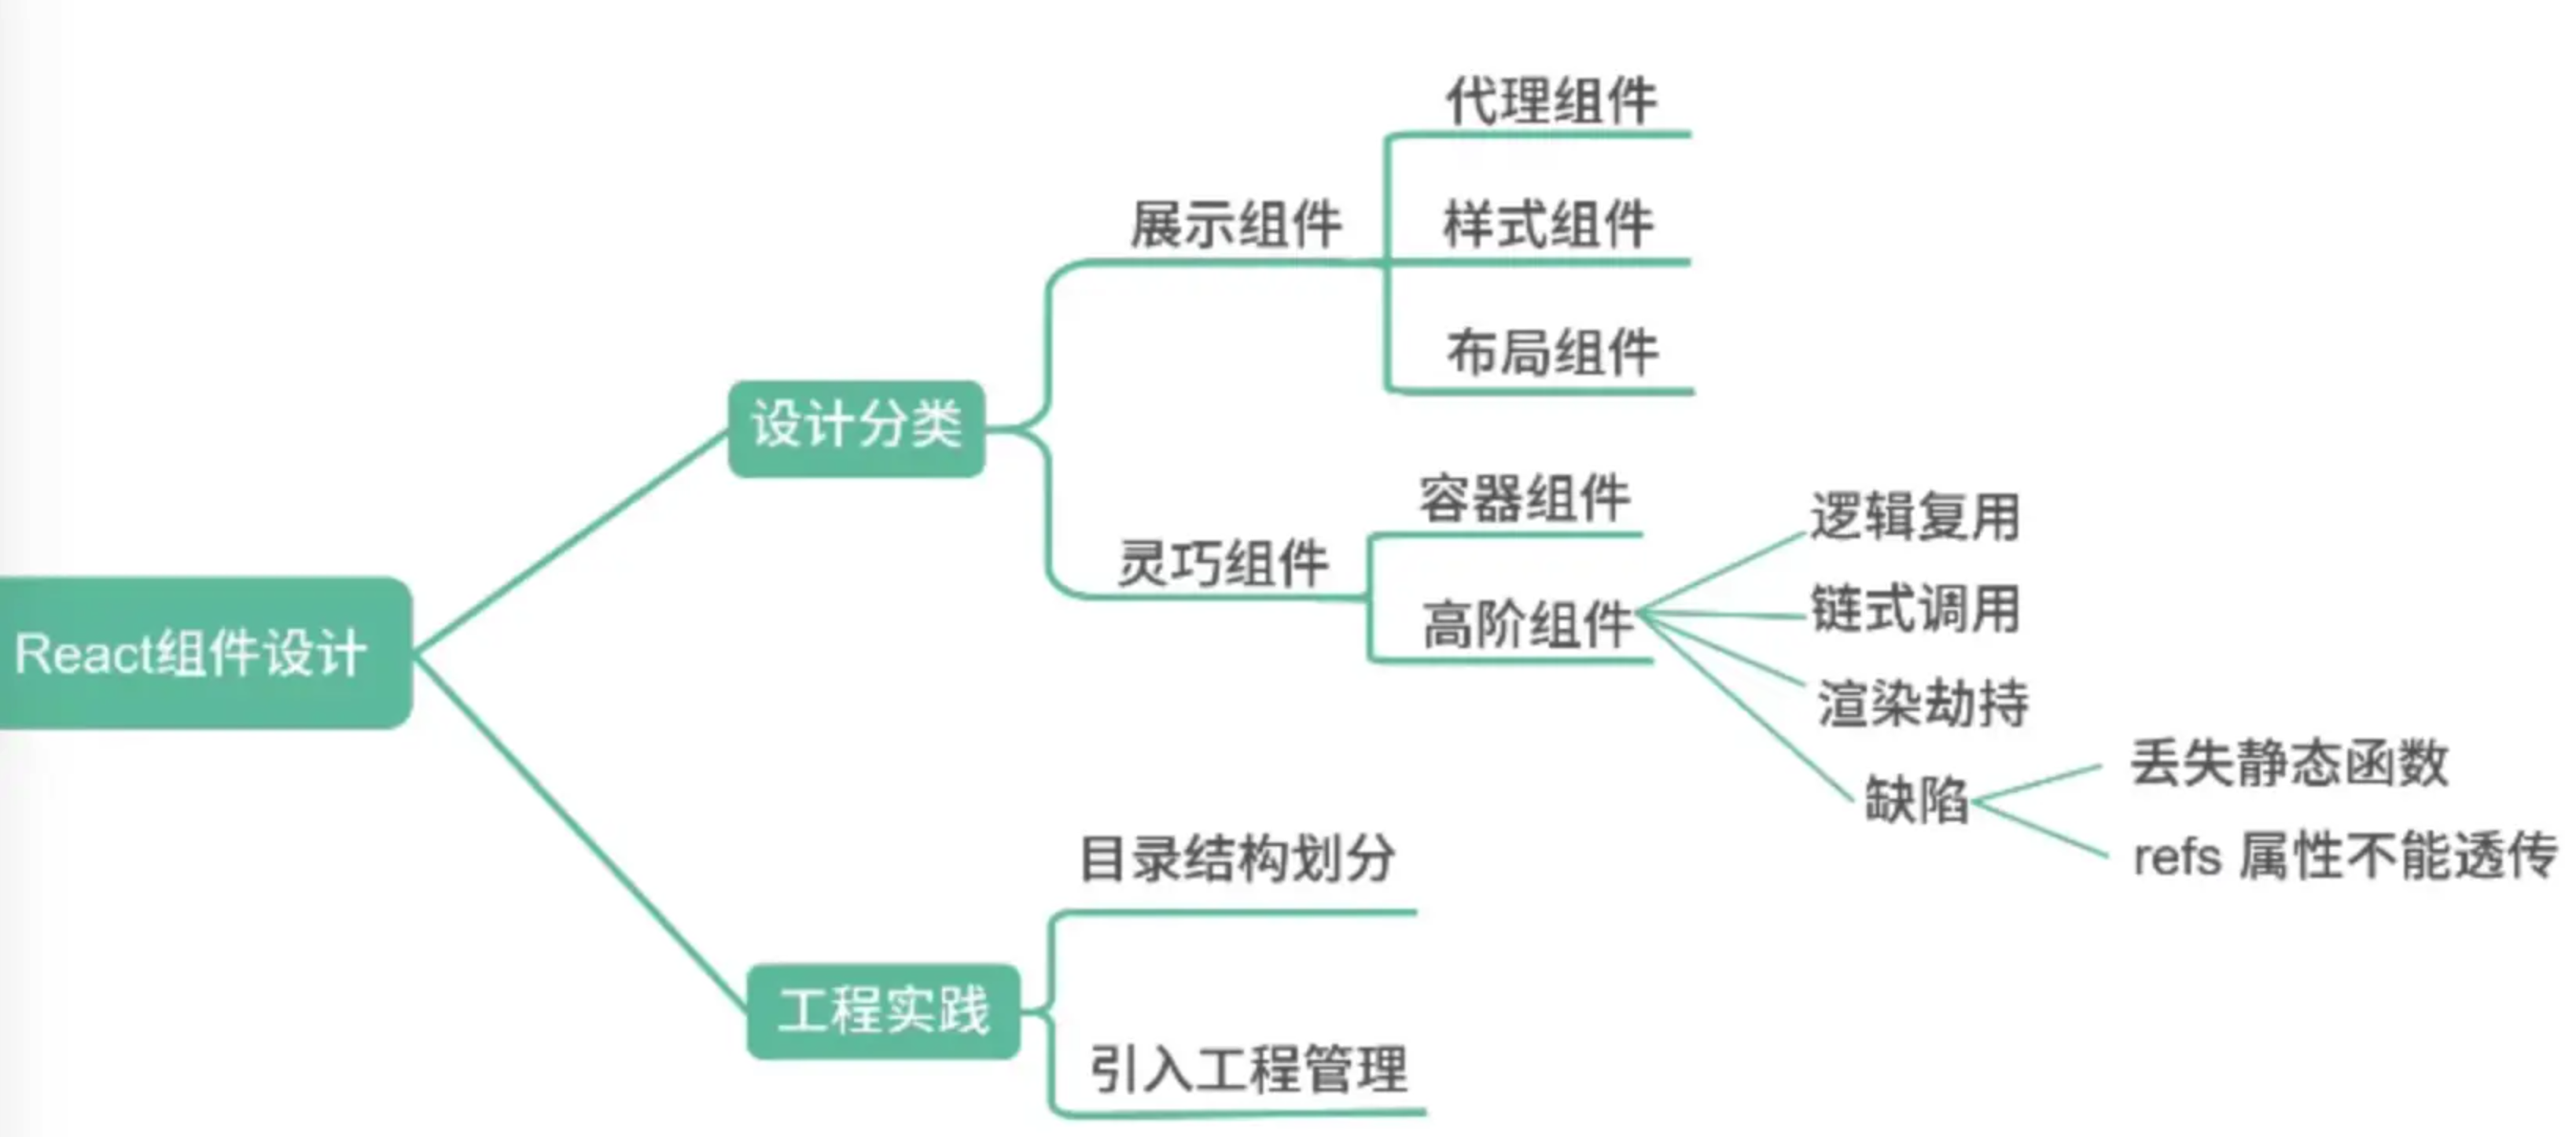 React组件设计
设计分类
展示组件
代理组件
样式组件
布局组件
灵巧组件
容器组件
高阶组件
逻辑复用
链式调用
渲染劫持
缺陷
丢失静态函数
refs 属性不能透传
工程实践
目录结构划分
引入工程管理